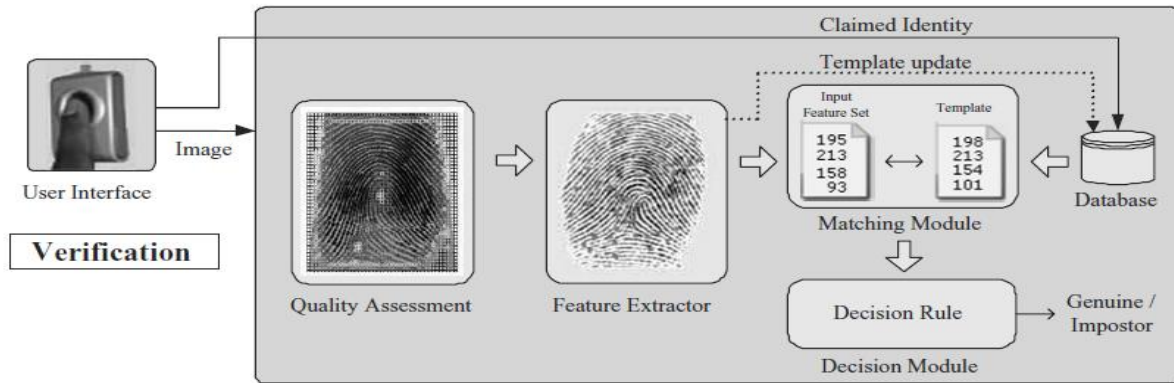 Claimed Identity
Template update
Input
Feature Set
Template
195
213
158
93
198
213
154
101
Image
User Interface
Database
Matching Module
Verification
Quality Assessment
Feature Extractor
Decision Rule
Genuine /
Impostor
Decision Module